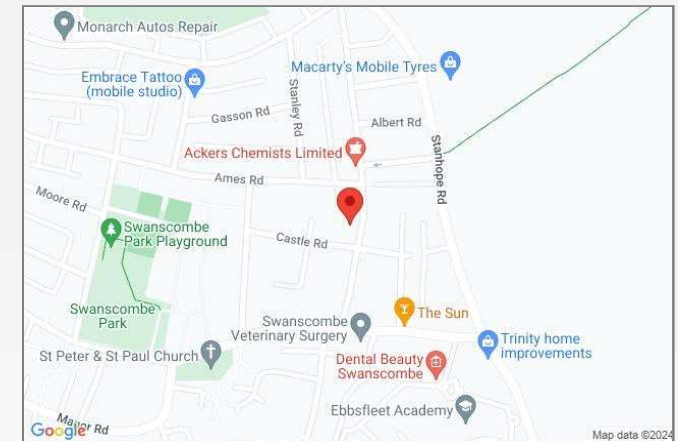 Monarch Autos Repair
Macarty's Mobile Tyres
Embrace Tattoo
(mobile studio)
Stanley Rd
Gasson Rd
Albert Rd
Stanhope Rd
Ackers Chemists Limited
Ames Rd
Moore Rd
Swanscombe
Park Playground
Castle Rd
Swanscombe
Park
The Sun
Swanscombe
Veterinary Surgery
Trinity home
improvements
St Peter & St Paul Church
Dental Beauty
Swanscombe
Ebbsfleet Academy
Manor Rd
Google
Map data ©2024